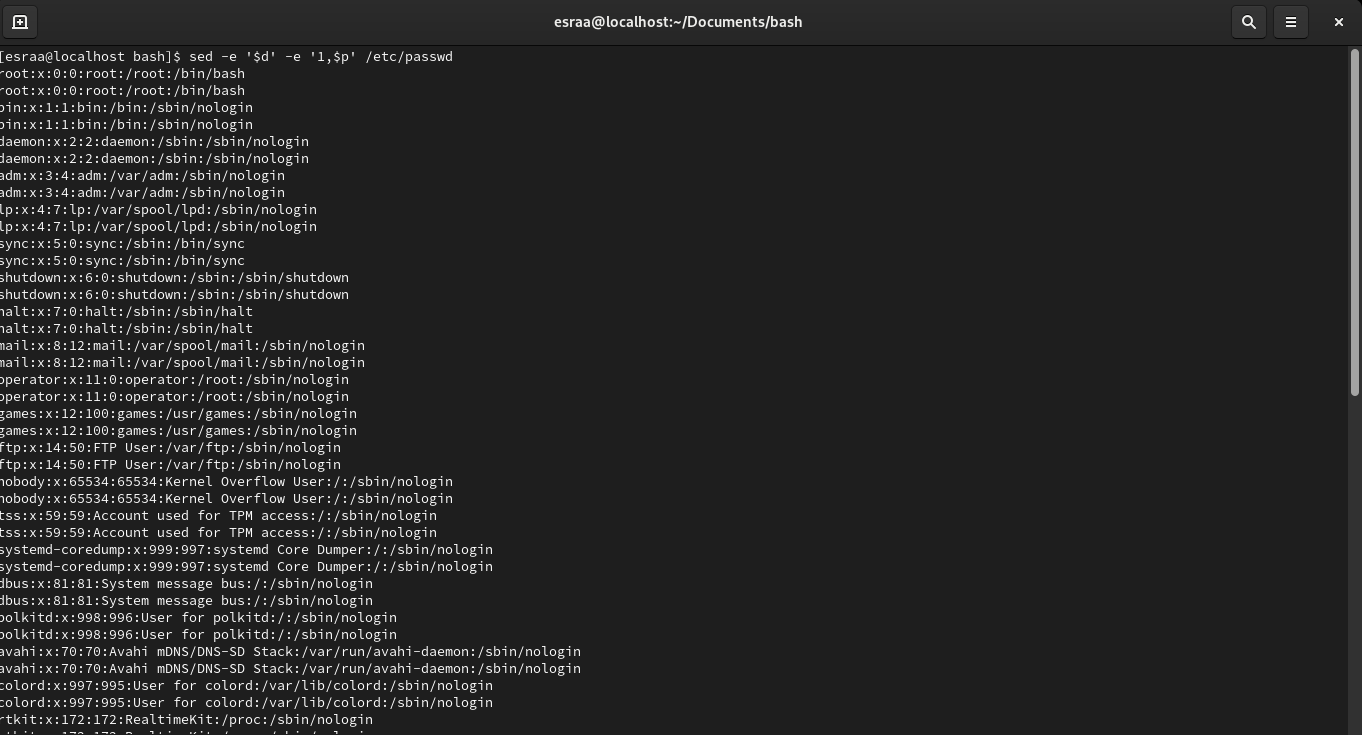 esraa@localhost:~/Documents/bash
[esraa@localhost bash]$ sed -e '$d' -e '1,$p' /etc/passwd
root:x:0:0:root:/root:/bin/bash
root:x:0:0:root:/root:/bin/bash
bin:x:1:1:bin:/bin:/sbin/nologin
bin:x:1:1:bin:/bin:/sbin/nologin
daemon:x:2:2:daemon:/sbin:/sbin/nologin
daemon:x:2:2:daemon:/sbin:/sbin/nologin
adm:x:3:4:adm:/var/adm:/sbin/nologin
adm:x:3:4:adm:/var/adm:/sbin/nologin
lp:x:4:7:lp:/var/spool/lpd:/sbin/nologin
lp:x:4:7:lp:/var/spool/lpd:/sbin/nologin
sync:x:5:0:sync:/sbin:/bin/sync
sync:x:5:0:sync:/sbin:/bin/sync
shutdown:x:6:0:shutdown:/sbin:/sbin/shutdown
shutdown:x:6:0:shutdown:/sbin:/sbin/shutdown
halt:x:7:0:halt:/sbin:/sbin/halt
halt:x:7:0:halt:/sbin:/sbin/halt
mail:x:8:12:mail:/var/spool/mail:/sbin/nologin
mail:x:8:12:mail:/var/spool/mail:/sbin/nologin
operator:x:11:0:operator:/root:/sbin/nologin
operator:x:11:0:operator:/root:/sbin/nologin
games:x:12:100:games:/usr/games:/sbin/nologin
games:x:12:100:games:/usr/games:/sbin/nologin
ftp:x:14:50:FTP User:/var/ftp:/sbin/nologin
ftp:x:14:50:FTP User:/var/ftp:/sbin/nologin
nobody:x:65534:65534:Kernel Overflow User:/:/sbin/nologin
nobody:x:65534:65534:Kernel Overflow User:/:/sbin/nologin
tss:x:59:59:Account used for TPM access:/:/sbin/nologin
tss:x:59:59:Account used for TPM access:/:/sbin/nologin
systemd-coredump:x:999:997:systemd Core Dumper:/:/sbin/nologin
systemd-coredump:x:999:997:systemd Core Dumper:/:/sbin/nologin
dbus:x:81:81:System message bus:/:/sbin/nologin
dbus:x:81:81:System message bus:/:/sbin/nologin
polkitd:x:998:996:User for polkitd:/:/sbin/nologin
polkitd:x:998:996:User for polkitd:/:/sbin/nologin
avahi:x:70:70:Avahi mDNS/DNS-SD Stack:/var/run/avahi-daemon:/sbin/nologin
avahi:x:70:70:Avahi mDNS/DNS-SD Stack:/var/run/avahi-daemon:/sbin/nologin
colord:x:997:995:User for colord:/var/lib/colord:/sbin/nologin
colord:x:997:995:User for colord:/var/lib/colord:/sbin/nologin
rtkit:x:172:172:RealtimeKit:/proc:/sbin/nologin